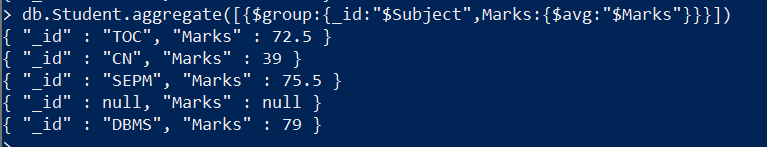 > db.Student.aggregate([{$group:{_id:"$Subject",Marks:{$avg:"$Marks"}}}])
{ "_id" : "TOC", "Marks" : 72.5 }
{ "_id" : "CN", "Marks" : 39 }
{ "_id" : "SEPM", "Marks" : 75.5 }
{ "_id" : null, "Marks" : null }
{ "_id" : "DBMS", "Marks" : 79 }
>